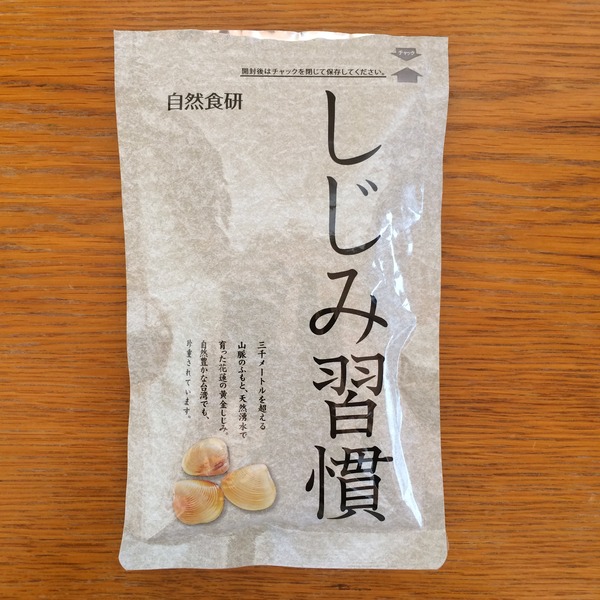 チャック
開封後はチャックを閉じて保存してください。
自然食研
しじみ習慣
三千メートルを超える
山脈のふもと、天然湧水で
育った花蓮の黄金しじみ。
自然豊かな台湾でも、
珍重されています。